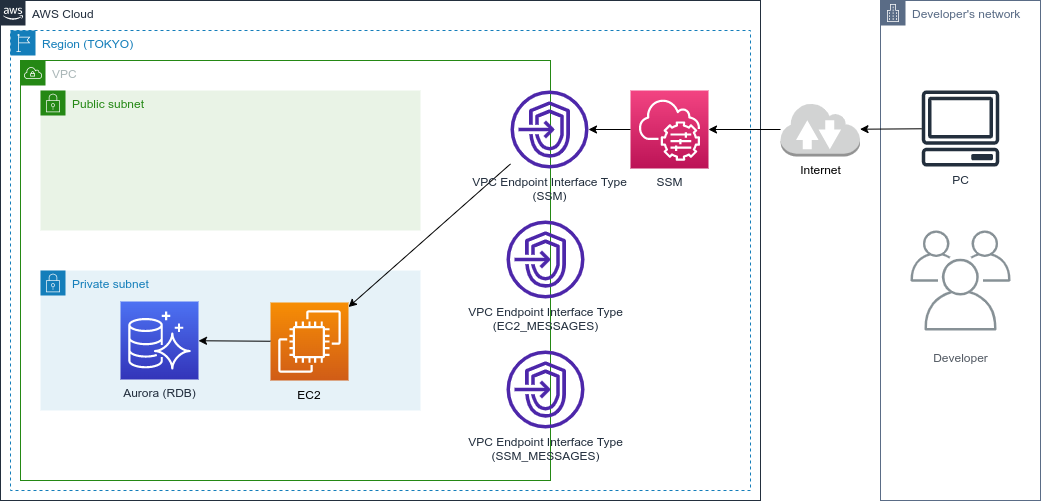 aws
AWS Cloud
Developer's network
Region (TOKYO)
VPC
Public subnet
VPC Endpoint Interface Type
(SSM)
SSM
Internet
PC
Private subnet
VPC Endpoint Interface Type
(EC2_MESSAGES)
Aurora (RDB)
EC2
Developer
VPC Endpoint Interface Type
(SSM_MESSAGES)